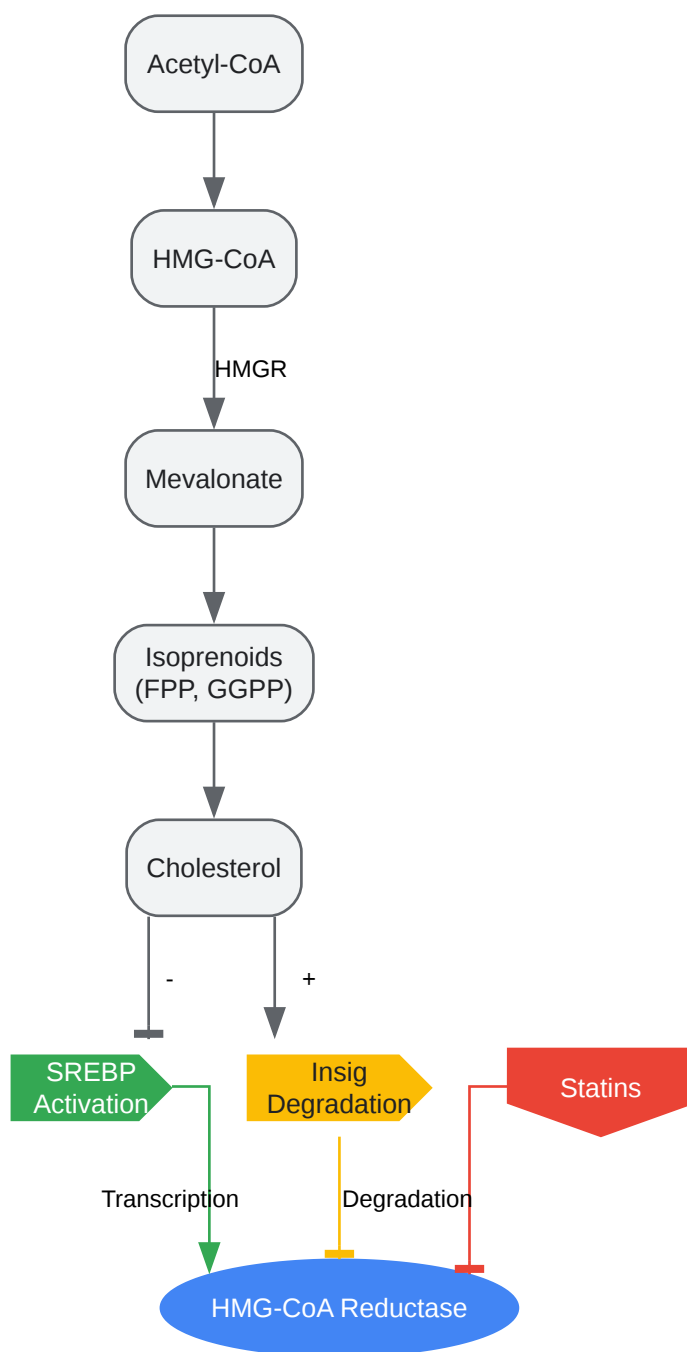 Acetyl-CoA
HMG-CoA
HMGR
Mevalonate
Isoprenoids
(FPP, GGPP)
Cholesterol
-
+
SREBP
Activation
Insig
Degradation
Statins
Transcription
Degradation
HMG-CoA Reductase